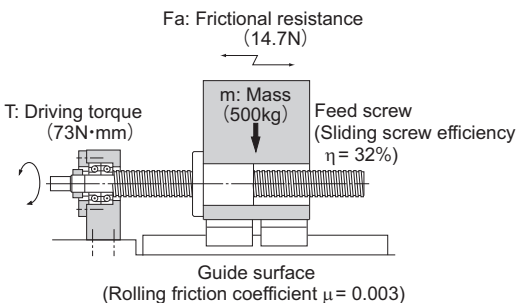 Fa: Frictional resistance
(14.7N)
T: Driving torque
(73N•mm)
m: Mass
(500kg)
Feed screw
(Sliding screw efficiency
η= 32%)
Guide surface
(Rolling friction coefficient μ= 0.003)